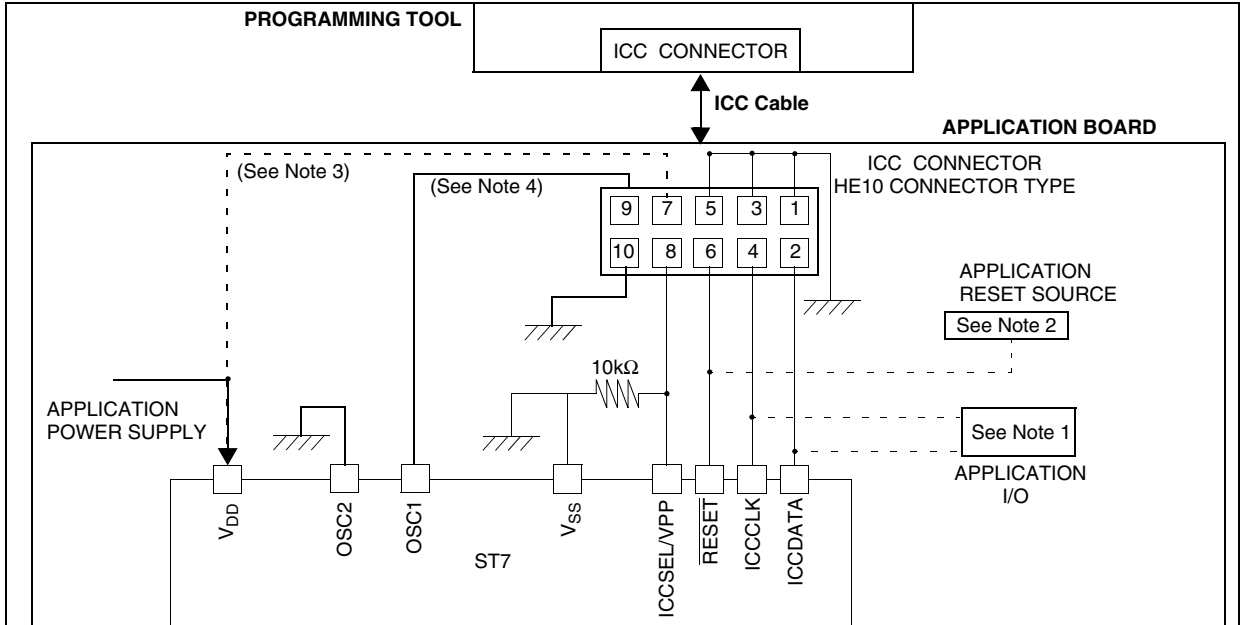 PROGRAMMING TOOL
ICC CONNECTOR
ICC Cable
APPLICATION BOARD
(See Note 3)
(See Note 4)
ICC CONNECTOR
HE10 CONNECTOR TYPE
9 7 5 3 1
10 8 6 4 2
APPLICATION
RESET SOURCE
See Note 2
10kΩ
APPLICATION
POWER SUPPLY
See Note 1
APPLICATION
I/O
VDD
OSC2
OSC1
VSS
ICCSEL/VPP
RESET
ICCCLK
ICCDATA
ST7